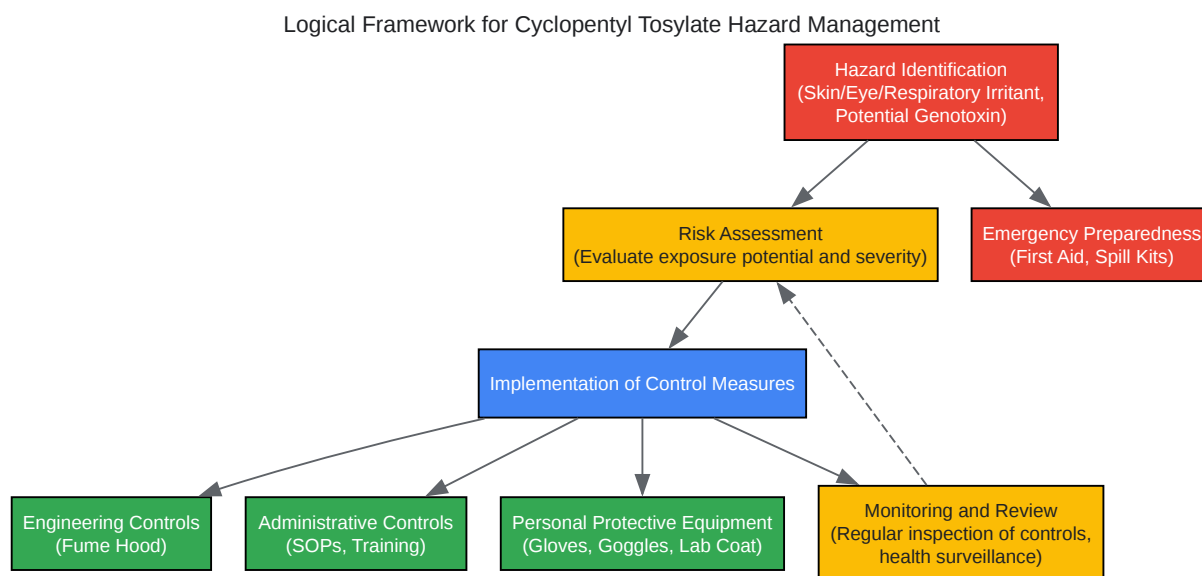 Logical Framework for Cyclopentyl Tosylate Hazard Management
Hazard Identification
(Skin/Eye/Respiratory Irritant,
Potential Genotoxin)
Risk Assessment
(Evaluate exposure potential and severity)
Emergency Preparedness
(First Aid, Spill Kits)
Implementation of Control Measures
Engineering Controls
(Fume Hood)
Administrative Controls
(SOPs, Training)
Personal Protective Equipment
(Gloves, Goggles, Lab Coat)
Monitoring and Review
(Regular inspection of controls,
health surveillance)